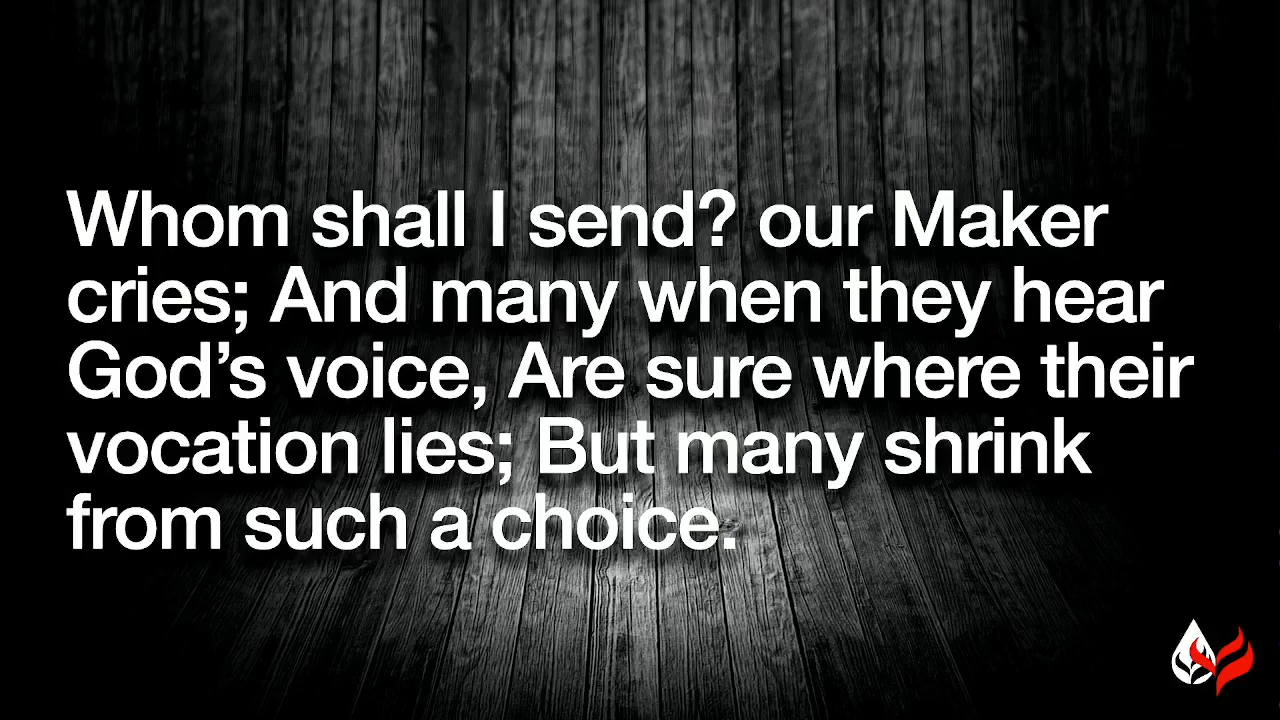 Whom shall I send? our Maker
cries; And many when they hear
God’s voice, Are sure where their
vocation lies; But many shrink
from such a choice.